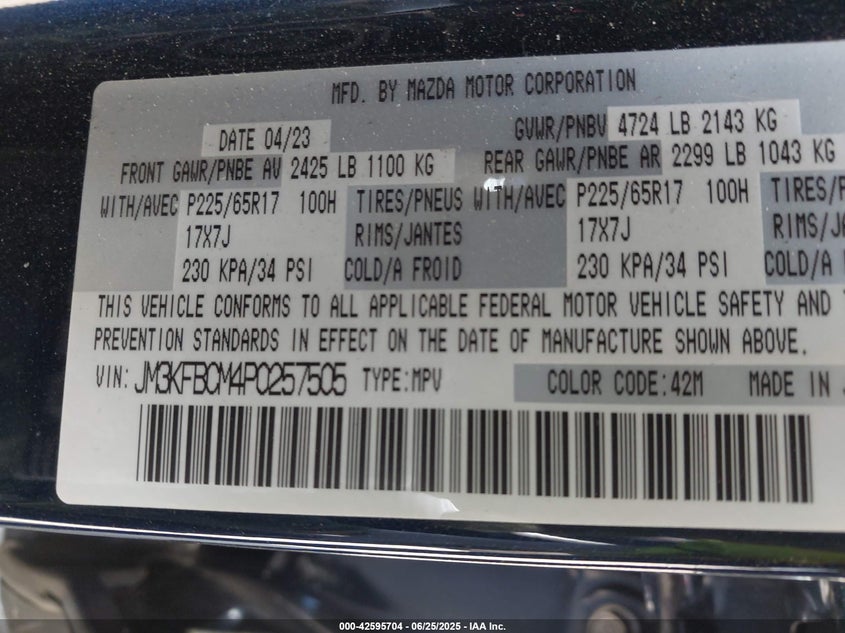 MFD. BY MAZDA MOTOR CORPORATION
DATE 04/23 GVWR/PNBV 4724 LB 2143 KG
FRONT GAWR/PNBE AV 2425 LB 1100 KG REAR GAWR/PNBE AR 2299 LB 1043 KG
WITH/AVEC P225/65R17 100H TIRES/PNEUS WITH/AVEC P225/65R17 100H TIRES/P
17X7J RIMS/JANTES 17X7J RIMS/JA
230 KPA/34 PSI COLD/A FROID 230 KPA/34 PSI COLD/A F
THIS VEHICLE CONFORMS TO ALL APPLICABLE FEDERAL MOTOR VEHICLE SAFETY AND
PREVENTION STANDARDS IN EFFECT ON THE DATE OF MANUFACTURE SHOWN ABOVE.
VIN: JM3KFBCM4P0257505 TYPE:MPV COLOR CODE:42M MADE IN
000-42595704 - 06/25/2025 - IAA Inc.